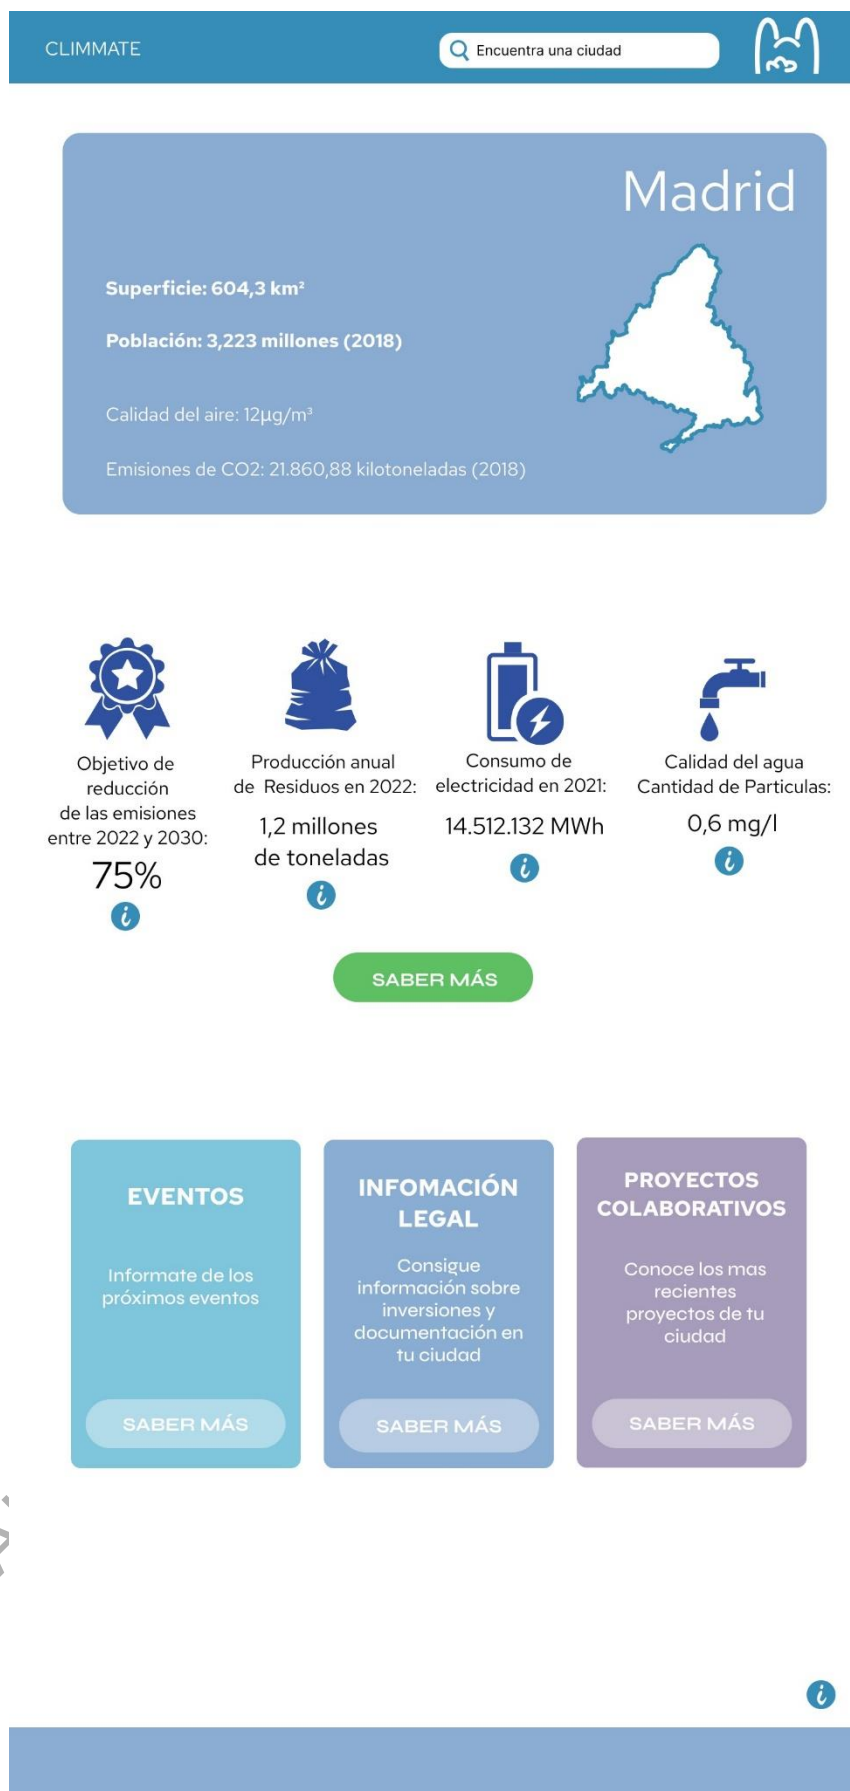 CLIMMATE
Encuentra una ciudad
Madrid
Superficie: 604,3 km²
Población: 3,223 millones (2018)
Calidad del aire: 12µg/m³
Emisiones de CO2: 21.860,88 kilotoneladas (2018)
Objetivo de
reducción
de las emisiones
entre 2022 y 2030:
75%
i
Producción anual
de Residuos en 2022:
1,2 millones
de toneladas
i
Consumo de
electricidad en 2021:
14.512.132 MWh
i
Calidad del agua
Cantidad de Particulas:
0,6 mg/l
i
SABER MÁS
EVENTOS
Informate de los
próximos eventos
SABER MÁS
INFOMACIÓN
LEGAL
Consigue
información sobre
inversiones y
documentación en
tu ciudad
SABER MÁS
PROYECTOS
COLABORATIVOS
Conoce los mas
recientes
proyectos de tu
ciudad
SABER MÁS
i